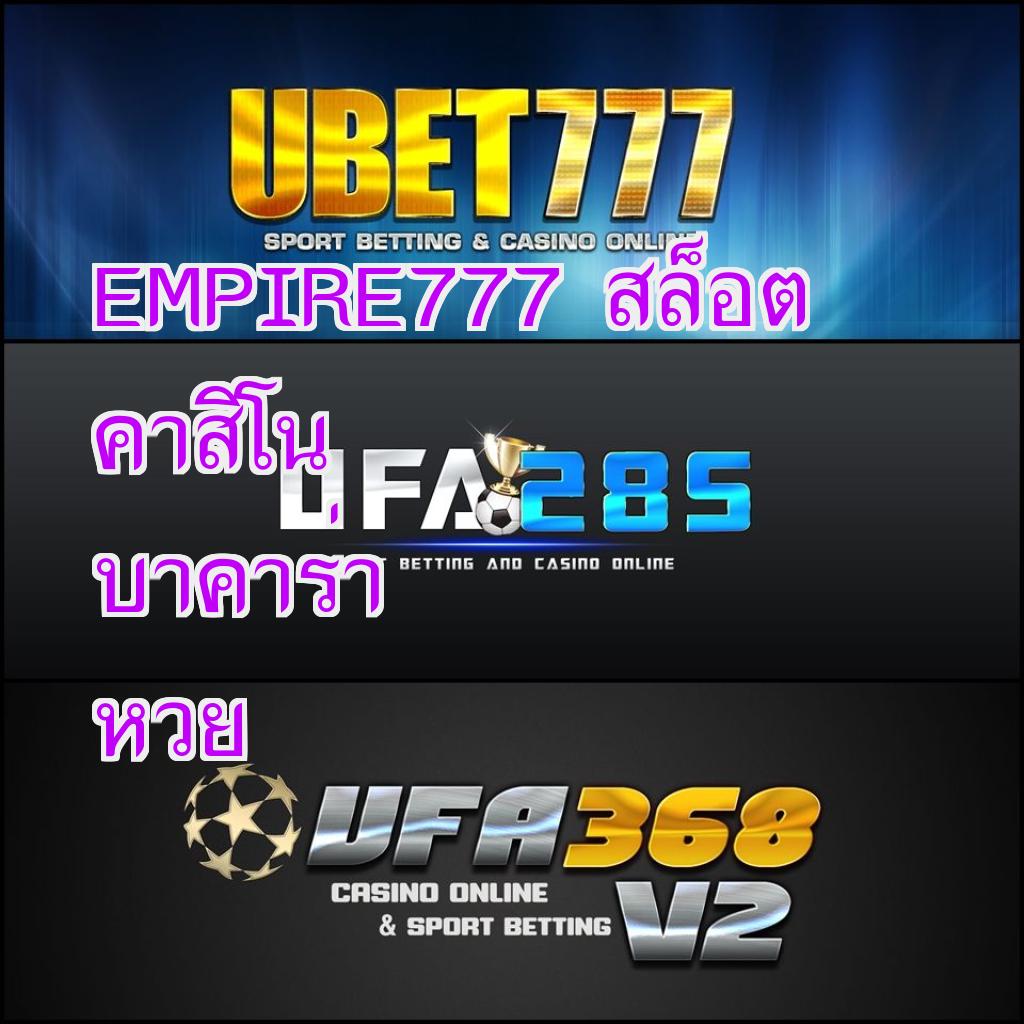 UBET777
SPORT BETTING & CASINO ONLINE
EMPIRE777 สล็อต
คาสิโน
UFA285
บาคาร่า
BETTING AND CASINO ONLINE
หวย
UFA368
CASINO ONLINE
& SPORT BETTING
V2